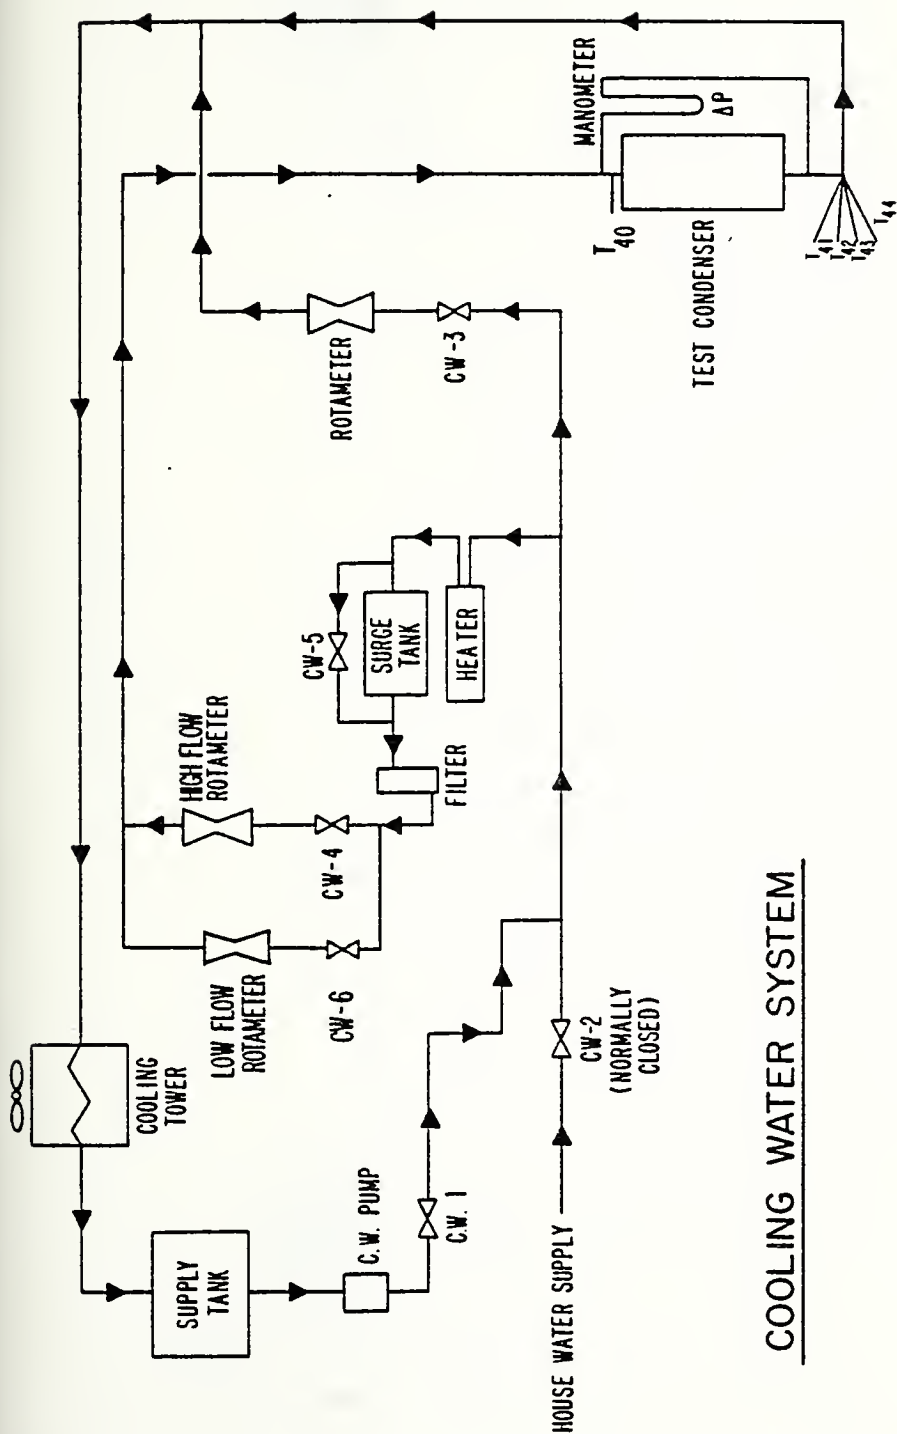 COOLING
TOWER
SUPPLY
TANK
C.W. PUMP
C.W. 1
HOUSE WATER SUPPLY
CW-2
(NORMALLY
CLOSED)
LOW FLOW
ROTAMETER
CW-6
HIGH FLOW
ROTAMETER
CW-4
FILTER
CW-5
SURGE
TANK
HEATER
ROTAMETER
CW-3
MANOMETER
ΔP
T40
TEST CONDENSER
T41
T42
T43
T44
COOLING WATER SYSTEM